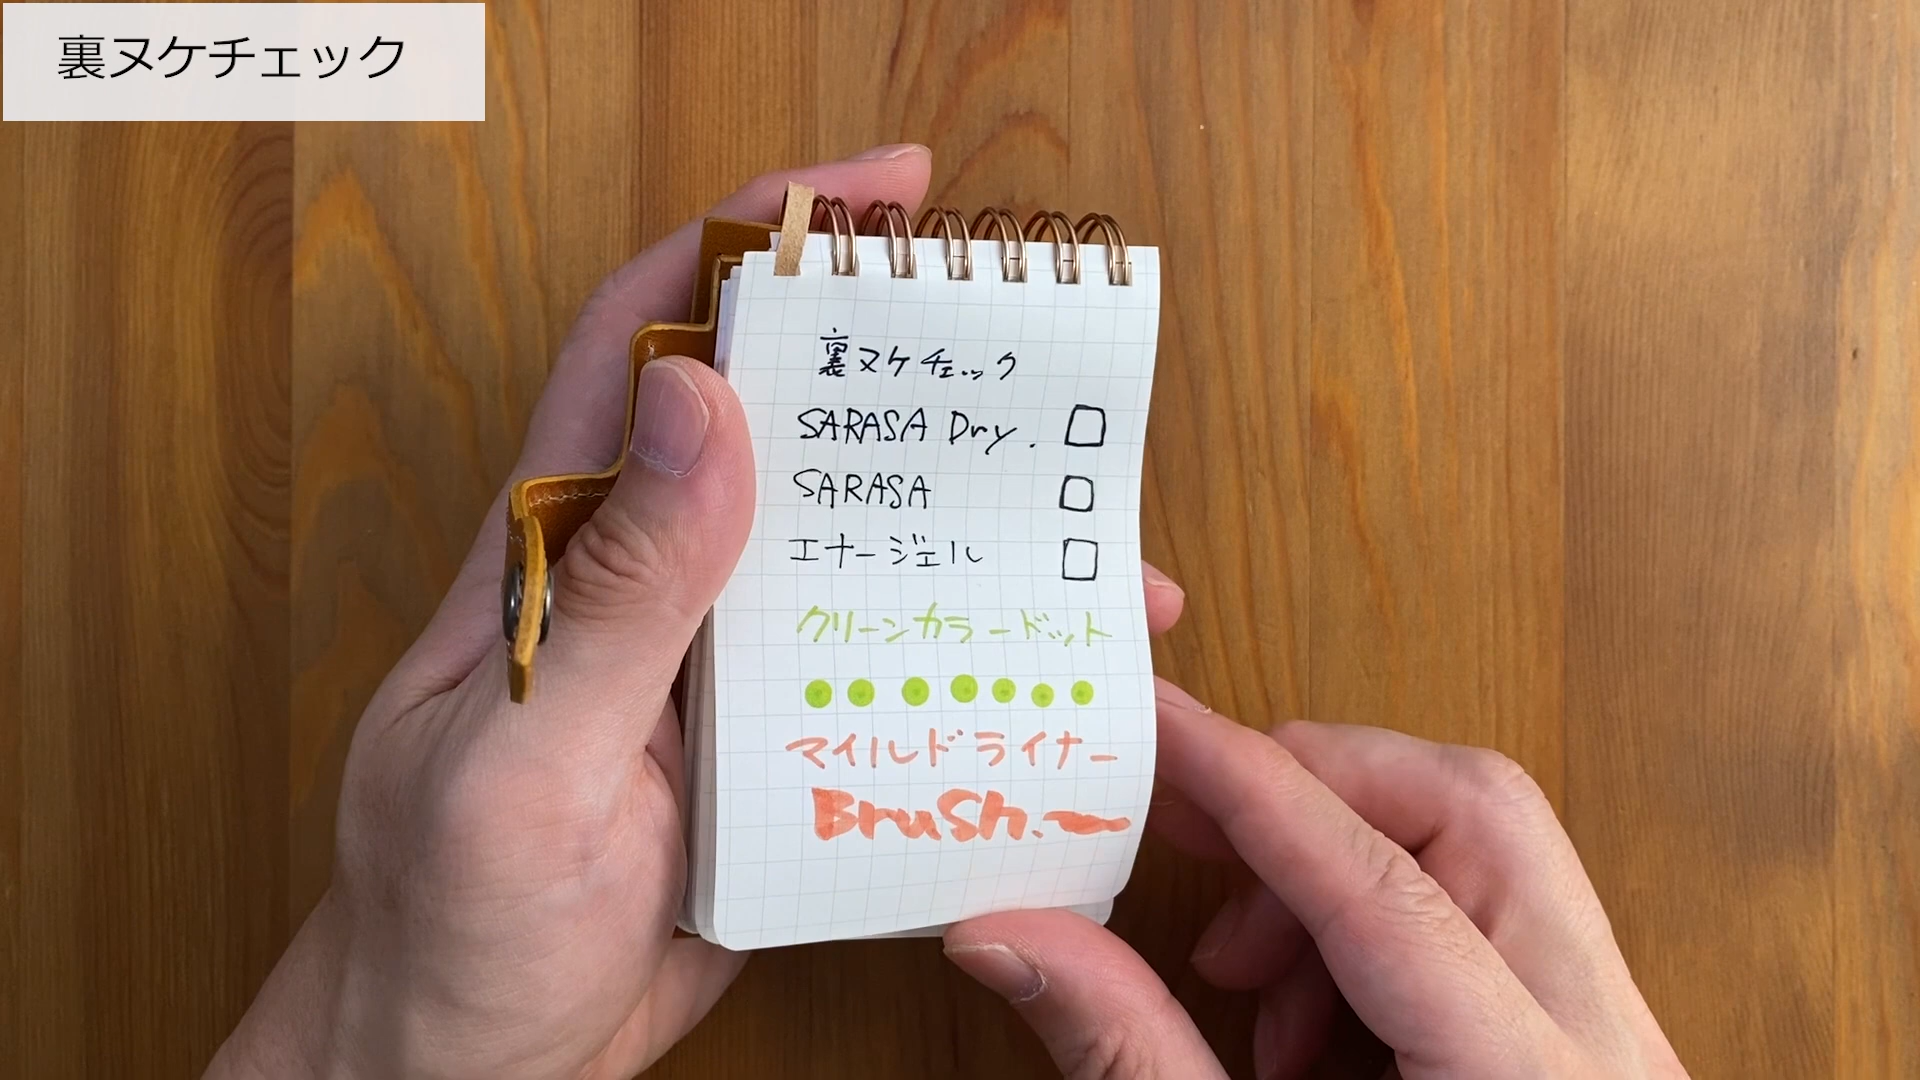 裏ヌケチェック
裏ヌケチェック
SARASA Dry.
SARASA
エナージェル
クリーンカラードット
マイルドライナー
Brush.